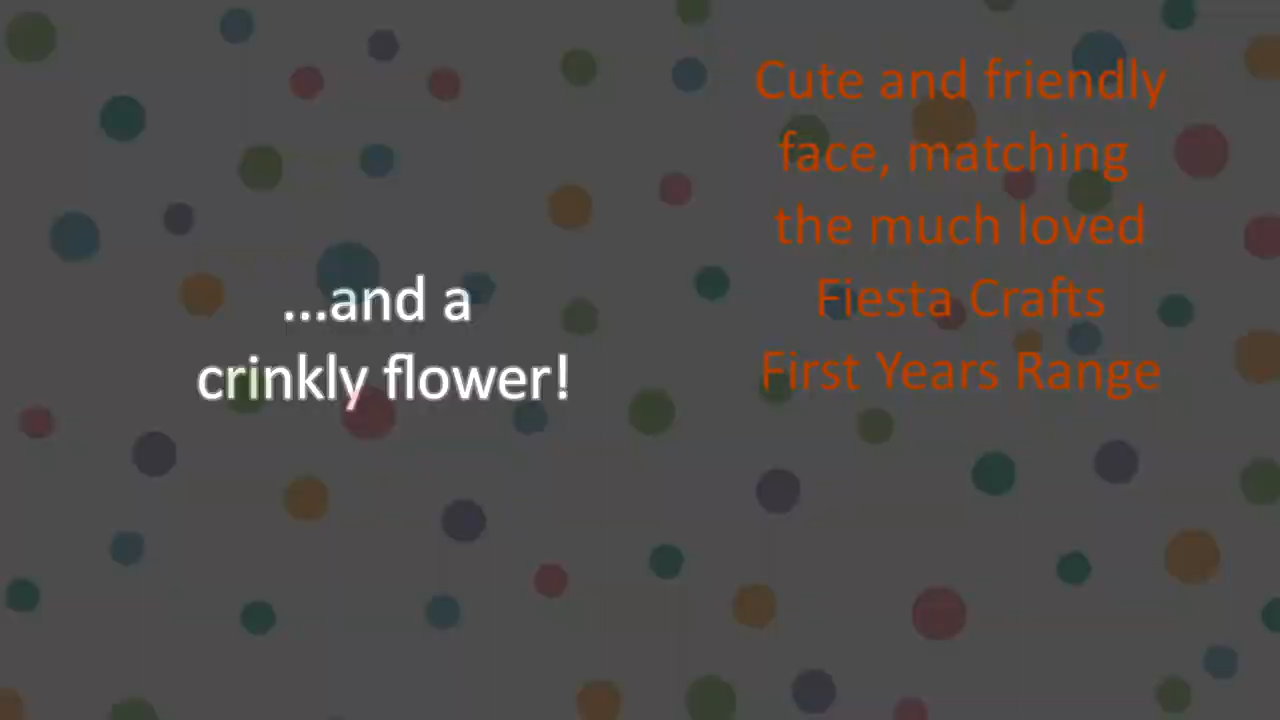 ...and a
crinkly flower!
Cute and friendly
face, matching
the much loved
Fiesta Crafts
First Years Range